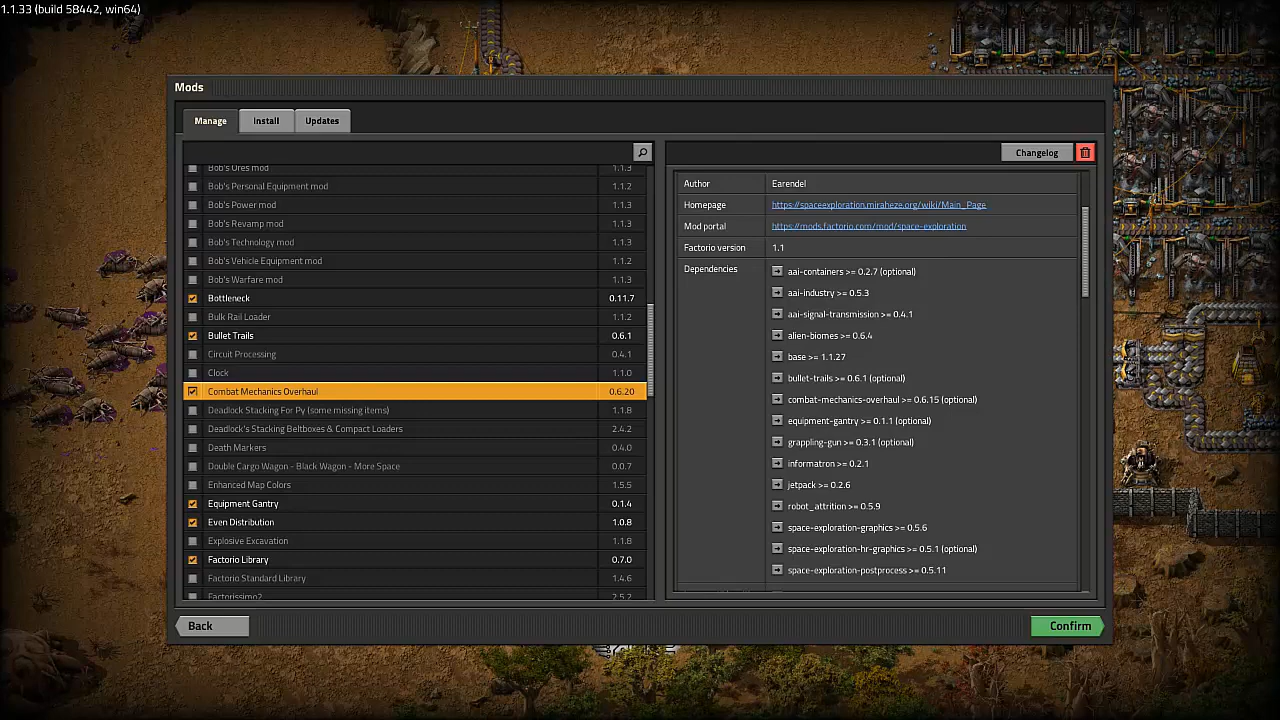 1.1.33 (build 58442, win64)
Mods
Manage Install Updates
Changelog
Bob's Ores mod 1.1.3
Bob's Personal Equipment mod 1.1.2
Bob's Power mod 1.1.3
Bob's Revamp mod 1.1.3
Bob's Technology mod 1.1.3
Bob's Vehicle Equipment mod 1.1.2
Bob's Warfare mod 1.1.3
Bottleneck 0.11.7
Bulk Rail Loader 1.1.2
Bullet Trails 0.6.1
Circuit Processing 0.4.1
Clock 1.1.0
Combat Mechanics Overhaul 0.6.20
Deadlock Stacking For Py (some missing items) 1.1.8
Deadlock's Stacking Beltboxes & Compact Loaders 2.4.2
Death Markers 0.4.0
Double Cargo Wagon - Black Wagon - More Space 0.0.7
Enhanced Map Colors 1.5.5
Equipment Gantry 0.1.4
Even Distribution 1.0.8
Explosive Excavation 1.1.8
Factorio Library 0.7.0
Factorio Standard Library 1.4.6
Factorissimo2 2.5.2
Author Earendel
Homepage https://spaceexploration.miraheze.org/wiki/Main_Page
Mod portal https://mods.factorio.com/mod/space-exploration
Factorio version 1.1
Dependencies
aai-containers >= 0.2.7 (optional)
aai-industry >= 0.5.3
aai-signal-transmission >= 0.4.1
alien-biomes >= 0.6.4
base >= 1.1.27
bullet-trails >= 0.6.1 (optional)
combat-mechanics-overhaul >= 0.6.15 (optional)
equipment-gantry >= 0.1.1 (optional)
grappling-gun >= 0.3.1 (optional)
informatron >= 0.2.1
jetpack >= 0.2.6
robot_attrition >= 0.5.9
space-exploration-graphics >= 0.5.6
space-exploration-hr-graphics >= 0.5.1 (optional)
space-exploration-postprocess >= 0.5.11
Back
Confirm